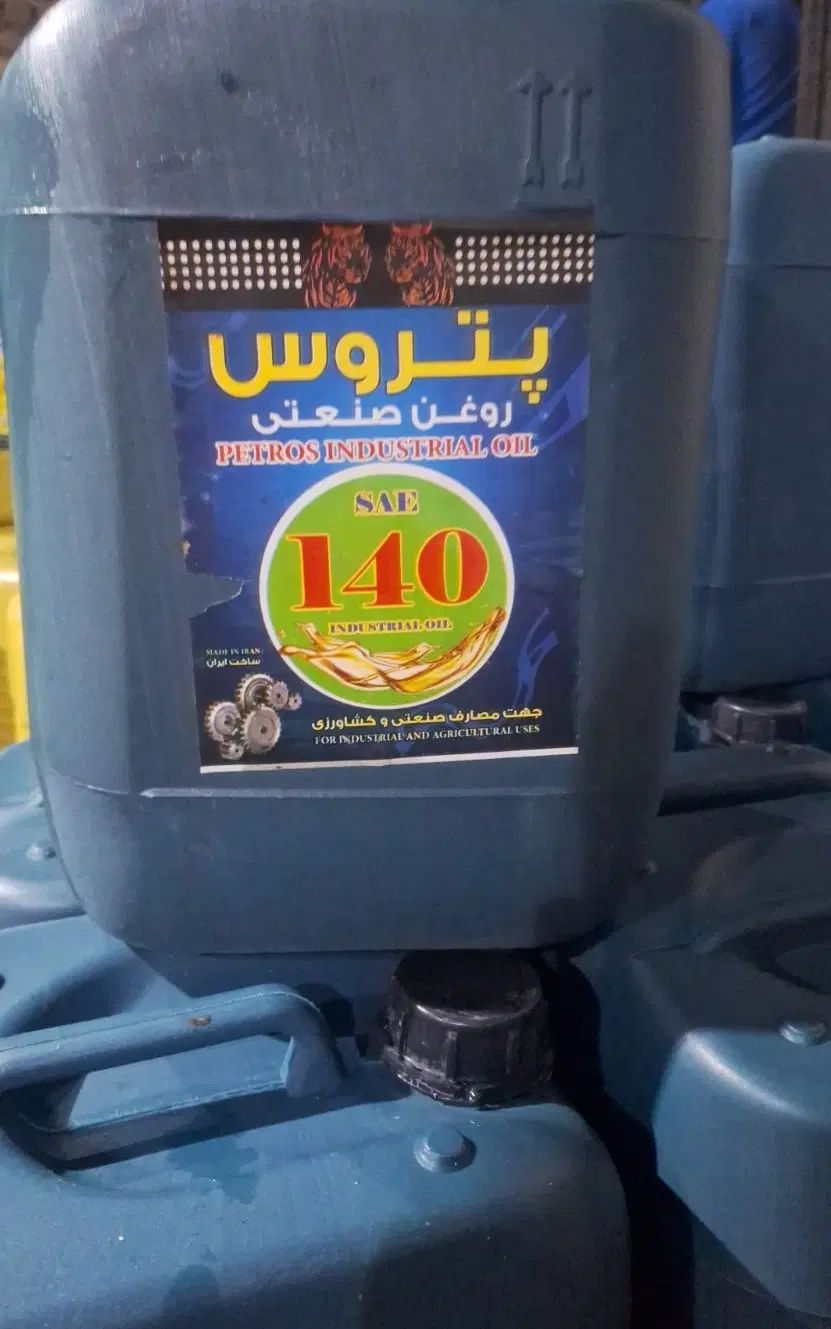 پتروس
روغن صنعتی
PETROS INDUSTRIAL OIL
SAE
140
INDUSTRIAL OIL
MADE IN IRAN
ساخت ایران
جهت مصارف صنعتی و کشاورزی
FOR INDUSTRIAL AND AGRICULTURAL USES